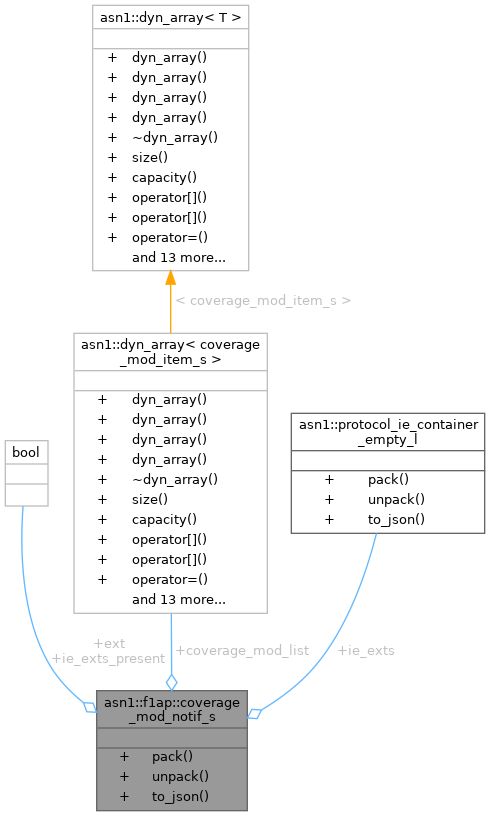 asn1::dyn_array< T >
+ dyn_array()
+ dyn_array()
+ dyn_array()
+ dyn_array()
+ ~dyn_array()
+ size()
+ capacity()
+ operator[]()
+ operator[]()
+ operator=()
and 13 more...
< coverage_mod_item_s >
asn1::dyn_array< coverage
_mod_item_s >
+ dyn_array()
+ dyn_array()
+ dyn_array()
+ dyn_array()
+ ~dyn_array()
+ size()
+ capacity()
+ operator[]()
+ operator[]()
+ operator=()
and 13 more...
asn1::protocol_ie_container
_empty_l
+ pack()
+ unpack()
+ to_json()
bool
+ext
+ie_exts_present
+coverage_mod_list
+ie_exts
asn1::f1ap::coverage
_mod_notif_s
+ pack()
+ unpack()
+ to_json()